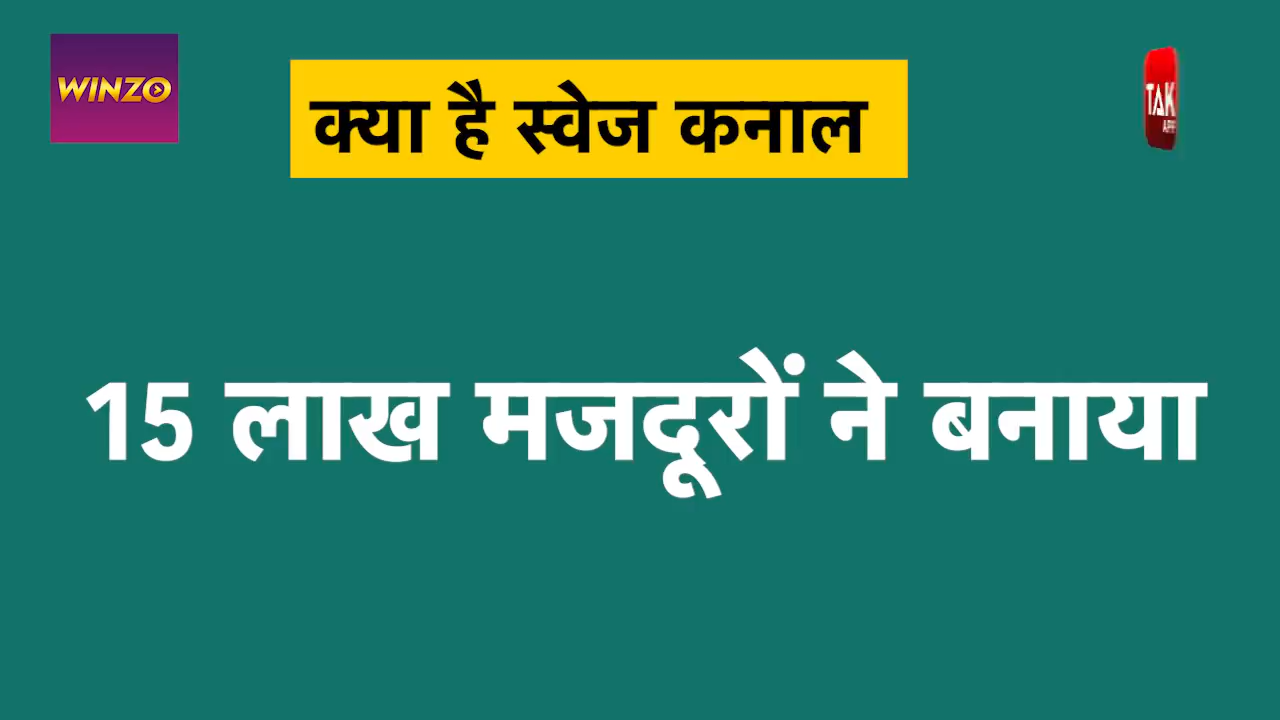 WINZO
TAK
क्या है स्वेज कनाल
15 लाख मजदूरों ने बनाया